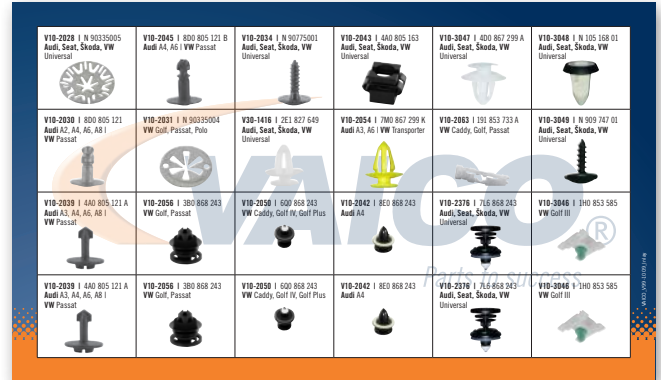 V10-2028 | N 90335005
Audi, Seat, Škoda, VW
Universal
V10-2045 | 8D0 805 121 B
Audi A4, A6 | VW Passat
V10-2034 | N 90775001
Audi, Seat, Škoda, VW
Universal
V10-2043 | 4A0 805 163
Audi, Seat, Škoda, VW
Universal
V10-3047 | 4D0 867 299 A
Audi, Seat, Škoda, VW
Universal
V10-3048 | N 105 168 01
Audi, Seat, Škoda, VW
Universal
V10-2030 | 8D0 805 121
Audi A2, A4, A6, A8 |
VW Passat
V10-2031 | N 90335004
VW Golf, Passat, Polo
V30-1416 | 2E1 827 649
Audi, Seat, Škoda, VW
Universal
V10-2054 | 7M0 867 299 K
Audi A3, A6 | VW Transporter
V10-2063 | 191 853 733 A
VW Caddy, Golf, Passat
V10-3049 | N 909 747 01
Audi, Seat, Škoda, VW
Universal
V10-2039 | 4A0 805 121 A
Audi A3, A4, A6, A8 |
VW Passat
V10-2056 | 3B0 868 243
VW Golf, Passat
V10-2050 | 6Q0 868 243
VW Caddy, Golf IV, Golf Plus
V10-2042 | 8E0 868 243
Audi A4
V10-2376 | 7L6 868 243
Audi, Seat, Škoda, VW
Universal
V10-3046 | 1H0 853 585
VW Golf III
VAICO®
Parts to success
V10-2039 | 4A0 805 121 A
Audi A3, A4, A6, A8 |
VW Passat
V10-2056 | 3B0 868 243
VW Golf, Passat
V10-2050 | 6Q0 868 243
VW Caddy, Golf IV, Golf Plus
V10-2042 | 8E0 868 243
Audi A4
V10-2376 | 7L6 868 243
Audi, Seat, Škoda, VW
Universal
V10-3046 | 1H0 853 585
VW Golf III